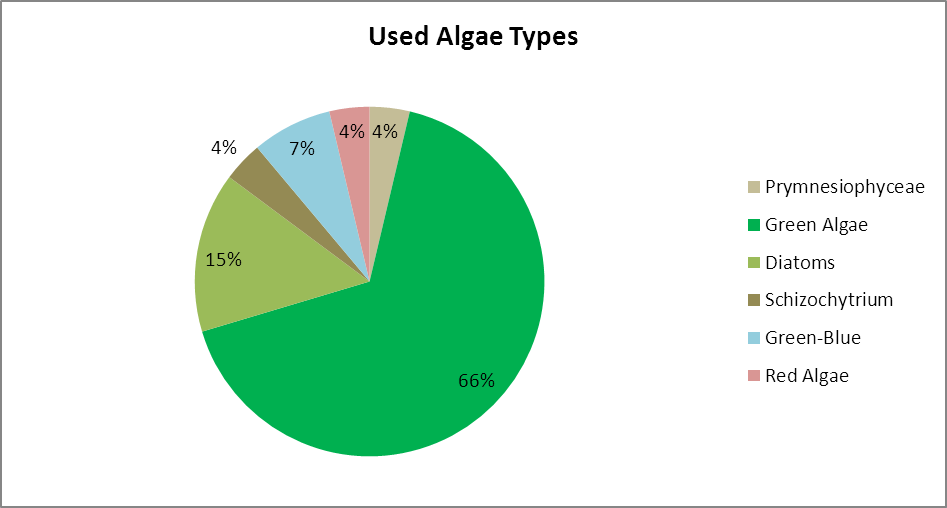 Used Algae Types
4%
4%
4%
7%
15%
66%
Prymnesiophyceae
Green Algae
Diatoms
Schizochytrium
Green-Blue
Red Algae